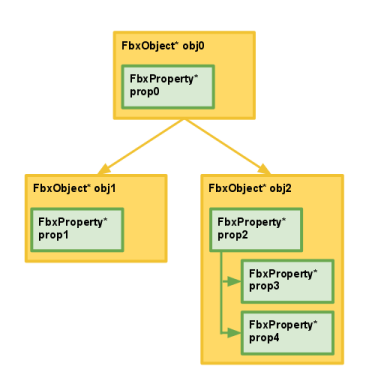 FbxObject* obj0
FbxProperty*
prop0
FbxObject* obj1
FbxProperty*
prop1
FbxObject* obj2
FbxProperty*
prop2
FbxProperty*
prop3
FbxProperty*
prop4